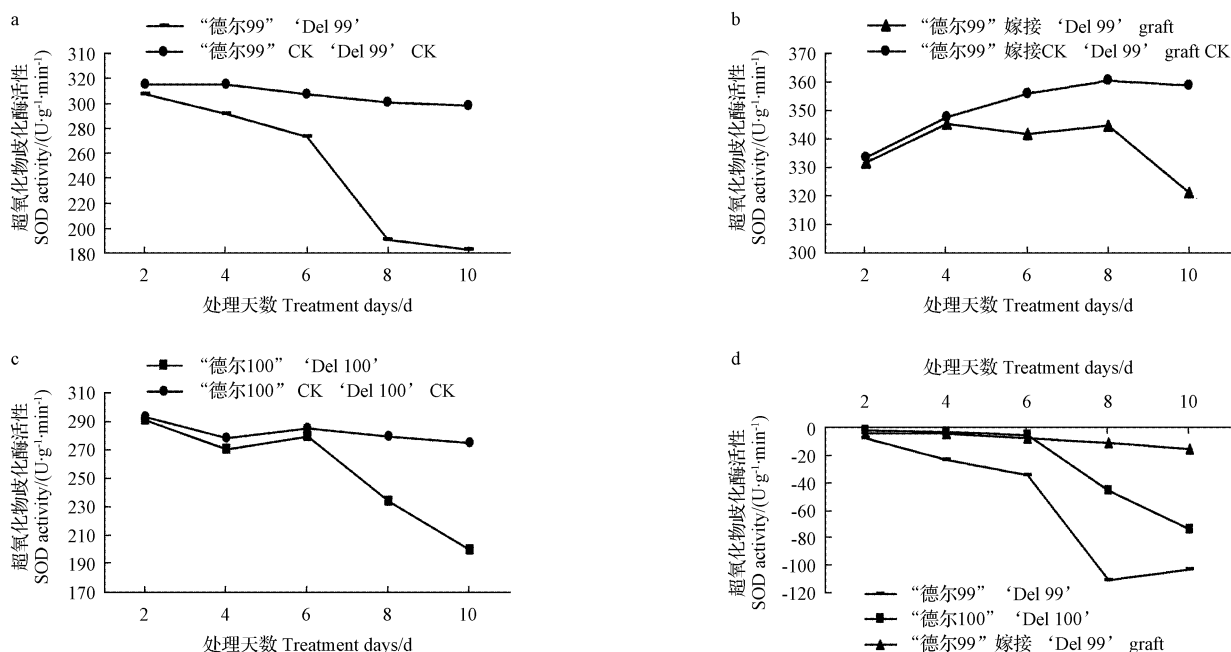 a
“德尔99” ‘Del 99’
“德尔99” CK ‘Del 99’ CK
超氧化物歧化酶活性
SOD activity/(U·g⁻¹·min⁻¹)
310
320
300
280
260
220
200
180
2 4 6 8 10
处理天数 Treatment days/d
b
“德尔99”嫁接 ‘Del 99’ graft
“德尔99”嫁接CK ‘Del 99’ graft CK
超氧化物歧化酶活性
SOD activity/(U·g⁻¹·min⁻¹)
370
360
350
340
330
320
310
300
2 4 6 8 10
处理天数 Treatment days/d
c
“德尔100” ‘Del 100’
“德尔100” CK ‘Del 100’ CK
超氧化物歧化酶活性
SOD activity/(U·g⁻¹·min⁻¹)
310
290
270
250
230
210
190
170
2 4 6 8 10
处理天数 Treatment days/d
d
处理天数 Treatment days/d
2 4 6 8 10
超氧化物歧化酶活性
SOD activity/(U·g⁻¹·min⁻¹)
0
-20
-40
-60
-80
-100
-120
“德尔99” ‘Del 99’
“德尔100” ‘Del 100’
“德尔99”嫁接 ‘Del 99’ graft